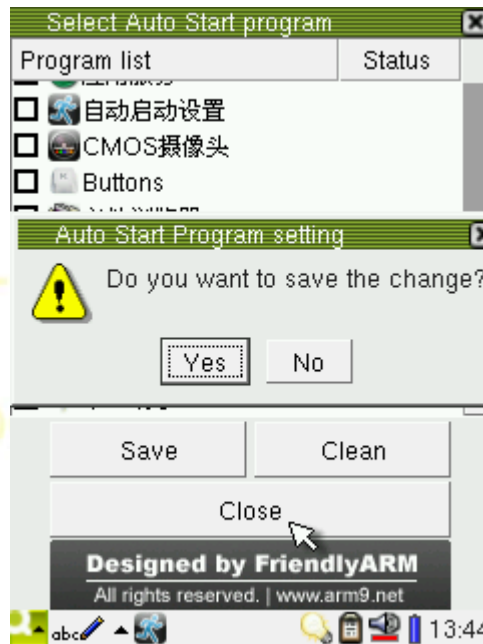 Select Auto Start program
Program list Status
自动启动设置
CMOS摄像头
Buttons
Auto Start Program setting
Do you want to save the change?
Yes No
Save Clean
Close
Designed by FriendlyARM
All rights reserved. | www.arm9.net
abc 13:44